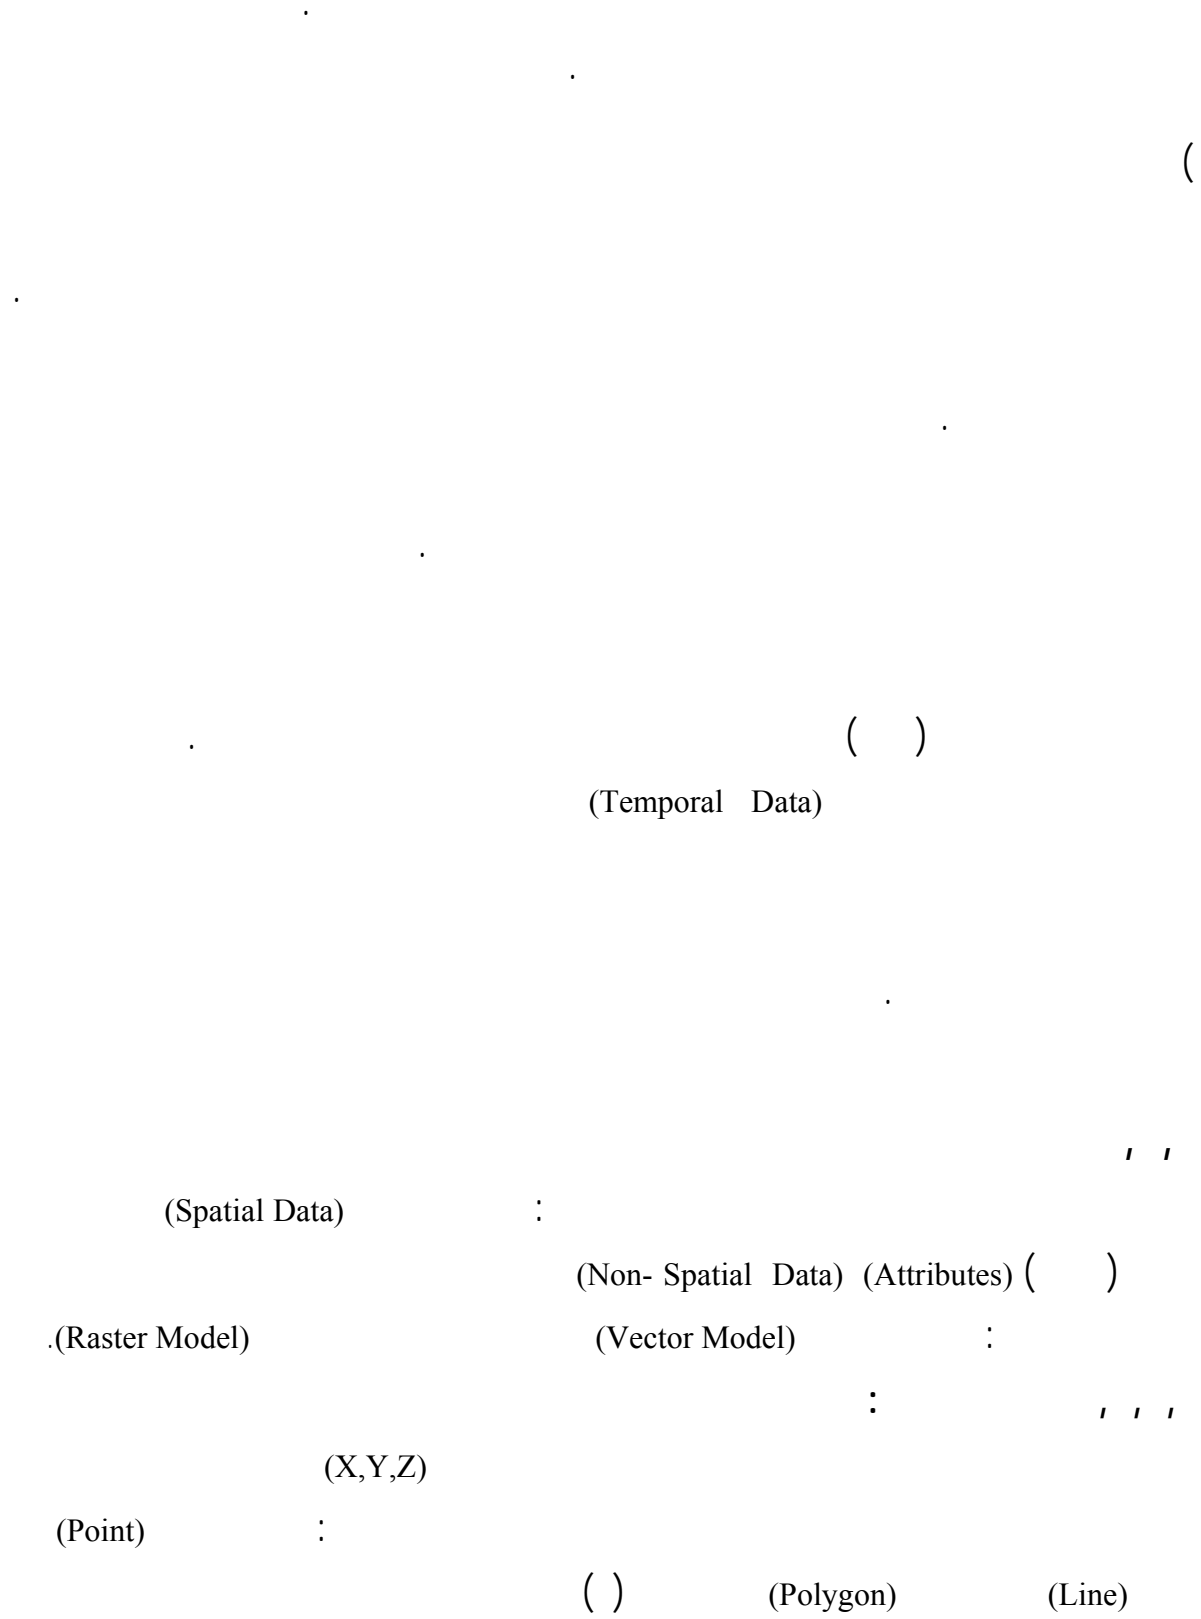 .
.
(
.
.
.
. ( )
(Temporal Data)
.
, ,
(Spatial Data) :
(Non- Spatial Data) (Attributes) ( )
.(Raster Model) (Vector Model) :
: , , ,
(X,Y,Z)
(Point) :
( ) (Polygon) (Line)